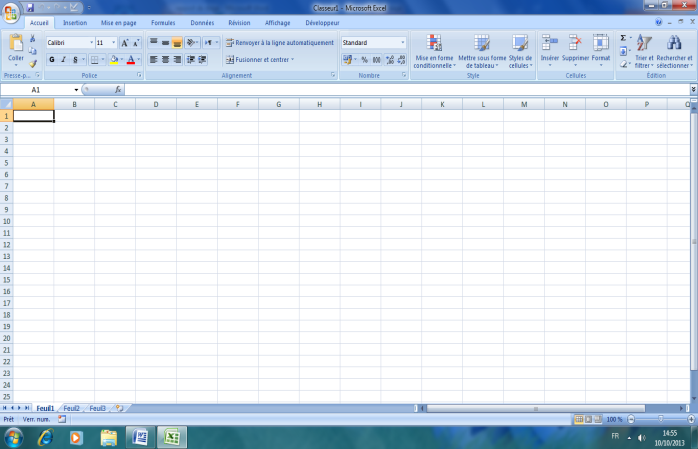 Classeur1 - Microsoft Excel
Accueil Insertion Mise en page Formules Données Révision Affichage Développeur
Coller
Calibri 11
Renvoyer à la ligne automatiquement
Standard
G I S
Fusionner et centrer
% 000
Mise en forme conditionnelle
Mettre sous forme de tableau
Styles de cellules
Insérer Supprimer Format
Σ
Trier et filtrer
Rechercher et sélectionner
Presse-p... Police Alignement Nombre Style Cellules Édition
A1 fx
A B C D E F G H I J K L M N O P Q
1
2
3
4
5
6
7
8
9
10
11
12
13
14
15
16
17
18
19
20
21
22
23
24
25
Feuil1 Feuil2 Feuil3
Prêt Verr. num. 100 %
FR 14:55
10/10/2013